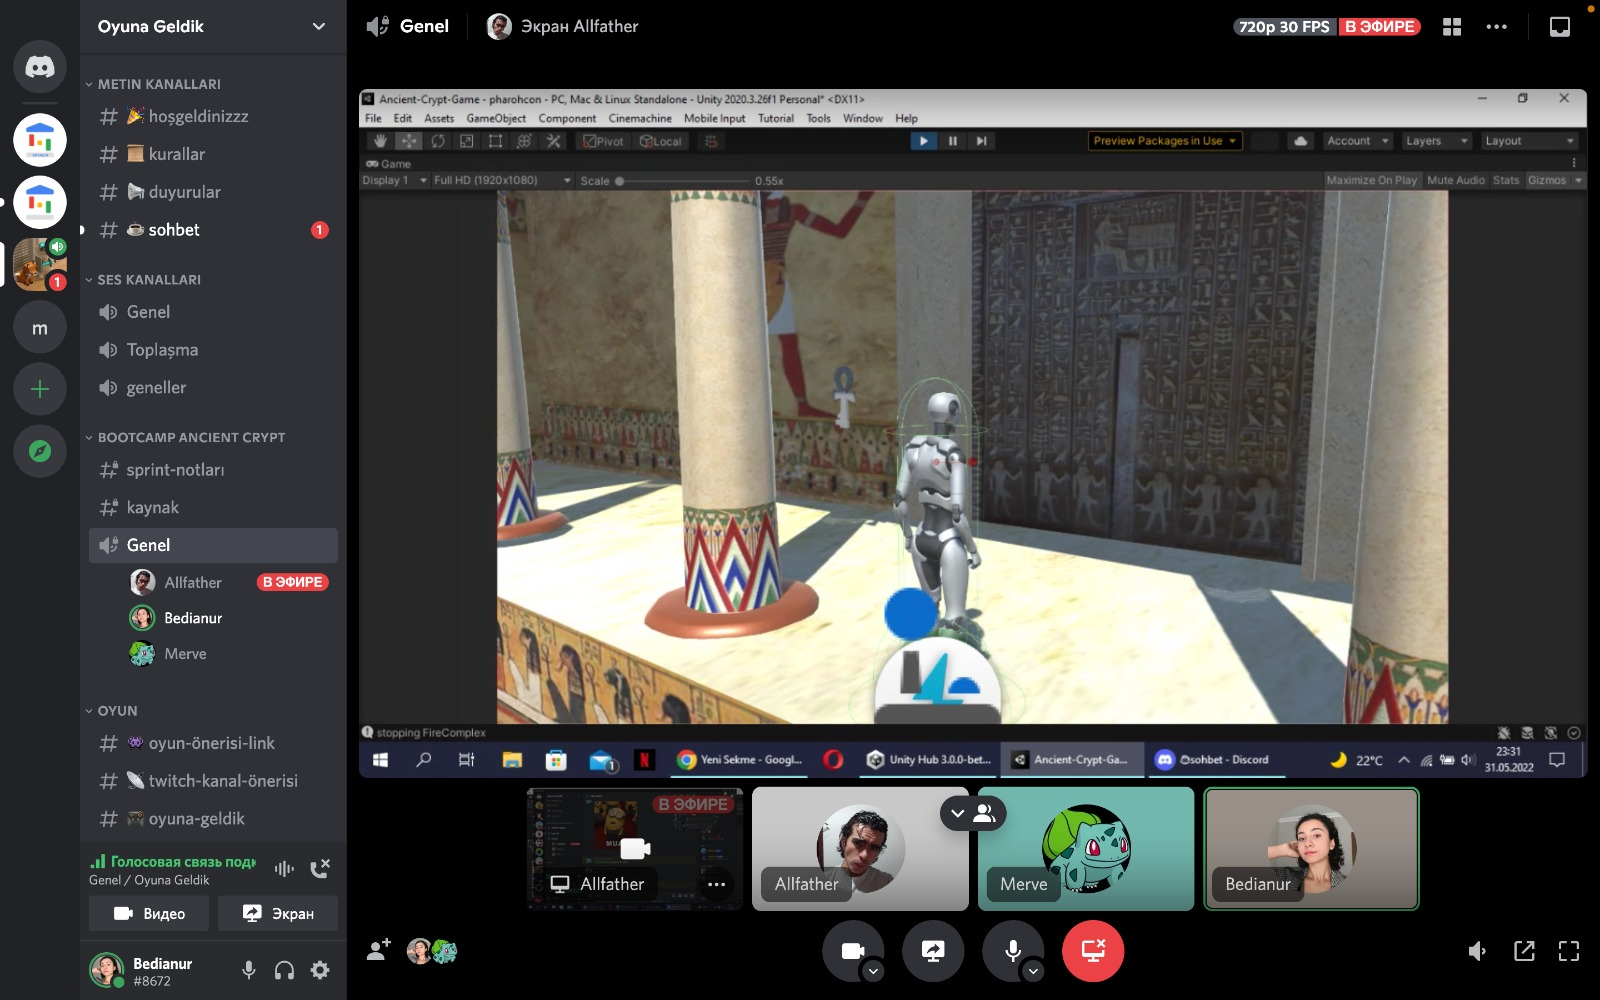 Oyuna Geldik
METIN KANALLARI
hoşgeldinizzz
kurallar
duyurular
sohbet
1
SES KANALLARI
Genel
Toplaşma
geneller
1
m
BOOTCAMP ANCIENT CRYPT
sprint-notları
kaynak
Genel
Allfather В ЭФИРЕ
Bedianur
Merve
OYUN
oyun-önerisi-link
twitch-kanal-önerisi
oyuna-geldik
Голосовая связь подк
Genel / Oyuna Geldik
Видео
Экран
Bedianur
#8672
Genel
Экран Allfather
720p 30 FPS В ЭФИРЕ
Ancient-Crypt-Game - pharohcon - PC, Mac & Linux Standalone - Unity 2020.3.26f1 Personal* <DX11>
File Edit Assets GameObject Component Cinemachine Mobile Input Tutorial Tools Window Help
Pivot Local Preview Packages in Use Account Layers Layout
Game
Display 1 Full HD (1920x1080) Scale 0.55x Maximize On Play Mute Audio Stats Gizmos
stopping FireComplex
1 Yeni Sekme - Googl... Unity Hub 3.0.0-bet... Ancient-Crypt-Ga... sohbet - Discord 22°C 23:31
31.05.2022
В ЭФИРЕ
Allfather
Allfather
Merve
Bedianur